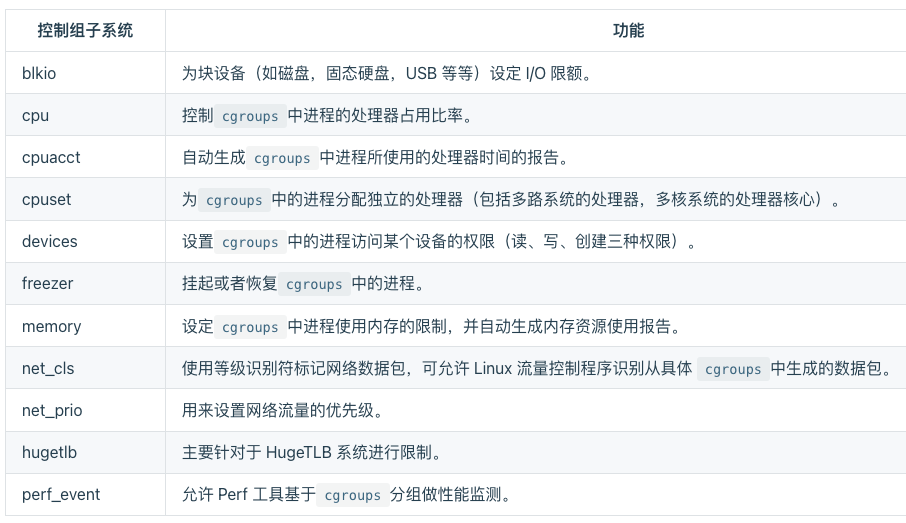 控制组子系统 功能
blkio 为块设备（如磁盘，固态硬盘，USB 等等）设定 I/O 限额。
cpu 控制 cgroups 中进程的处理器占用比率。
cpuacct 自动生成 cgroups 中进程所使用的处理器时间的报告。
cpuset 为 cgroups 中的进程分配独立的处理器（包括多路系统的处理器，多核系统的处理器核心）。
devices 设置 cgroups 中的进程访问某个设备的权限（读、写、创建三种权限）。
freezer 挂起或者恢复 cgroups 中的进程。
memory 设定 cgroups 中进程使用内存的限制，并自动生成内存资源使用报告。
net_cls 使用等级识别符标记网络数据包，可允许 Linux 流量控制程序识别从具体 cgroups 中生成的数据包。
net_prio 用来设置网络流量的优先级。
hugetlb 主要针对于 HugeTLB 系统进行限制。
perf_event 允许 Perf 工具基于 cgroups 分组做性能监测。